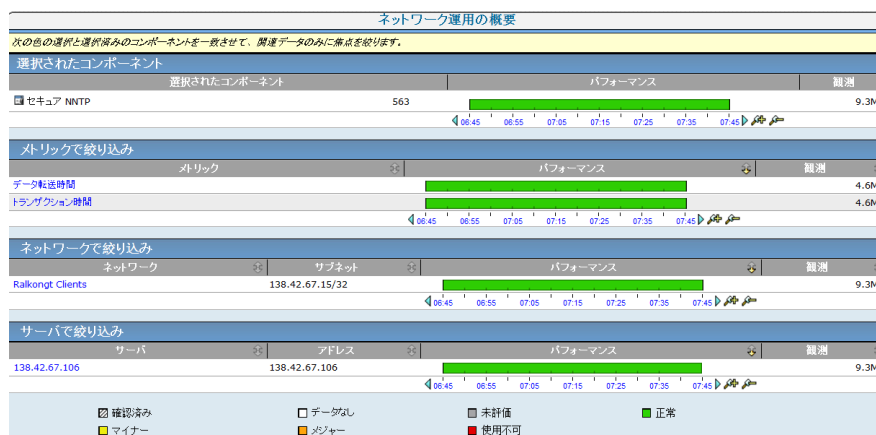 ネットワーク運用の概要
次の色の選択と選択済みのコンポーネントを一致させて、関連データのみに焦点を絞ります。
選択されたコンポーネント
選択されたコンポーネント パフォーマンス 観測
セキュア NNTP 563 9.3M
06:45 06:55 07:05 07:15 07:25 07:35 07:45
メトリックで絞り込み
メトリック パフォーマンス 観測
データ転送時間 4.6M
トランザクション時間 4.6M
06:45 06:55 07:05 07:15 07:25 07:35 07:45
ネットワークで絞り込み
ネットワーク サブネット パフォーマンス 観測
Ralkongt Clients 138.42.67.15/32 9.3M
06:45 06:55 07:05 07:15 07:25 07:35 07:45
サーバで絞り込み
サーバ アドレス パフォーマンス 観測
138.42.67.106 138.42.67.106 9.3M
06:45 06:55 07:05 07:15 07:25 07:35 07:45
確認済み データなし 未評価 正常
マイナー メジャー 使用不可